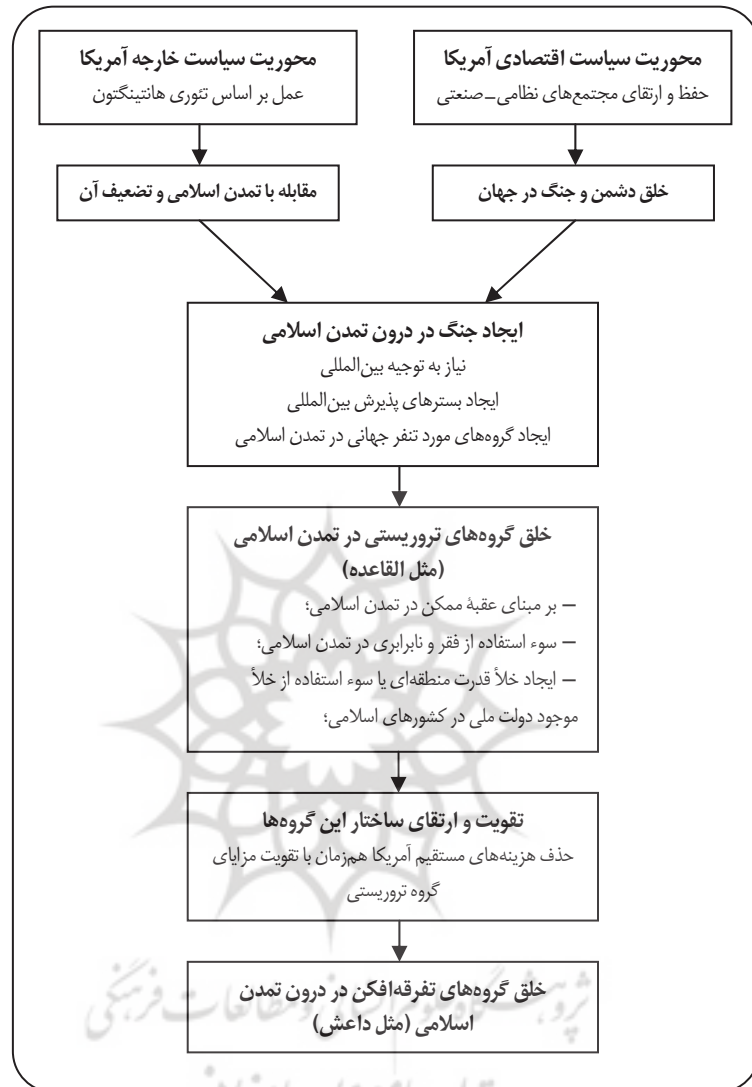 محوریت سیاست اقتصادی آمریکا
حفظ و ارتقای مجتمع‌های نظامی–صنعتی
محوریت سیاست خارجه آمریکا
عمل بر اساس تئوری هانتینگتون
خلق دشمن و جنگ در جهان
مقابله با تمدن اسلامی و تضعیف آن
ایجاد جنگ در درون تمدن اسلامی
نیاز به توجیه بین‌المللی
ایجاد بسترهای پذیرش بین‌المللی
ایجاد گروه‌های مورد تنفر جهانی در تمدن اسلامی
خلق گروه‌های تروریستی در تمدن اسلامی
(مثل القاعده)
– بر مبنای عقبۀ ممکن در تمدن اسلامی؛
– سوء استفاده از فقر و نابرابری در تمدن اسلامی؛
– ایجاد خلأ قدرت منطقه‌ای یا سوء استفاده از خلأ
موجود دولت ملی در کشورهای اسلامی؛
تقویت و ارتقای ساختار این گروه‌ها
حذف هزینه‌های مستقیم آمریکا هم‌زمان با تقویت مزایای
گروه تروریستی
خلق گروه‌های تفرقه‌افکن در درون تمدن
اسلامی (مثل داعش)
پژوهشگاه علوم انسانی و مطالعات فرهنگی